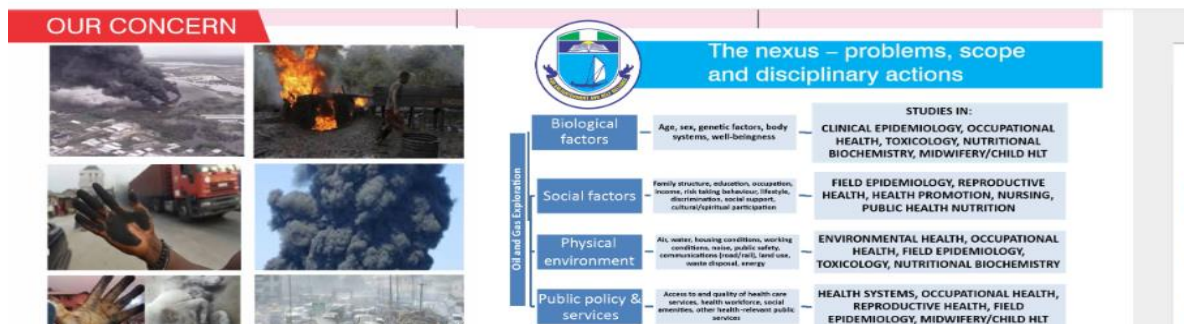 OUR CONCERN
The nexus – problems, scope
and disciplinary actions
Oil and Gas Exploration
Biological
factors
Age, sex, genetic factors, body
systems, well-beingness
STUDIES IN:
CLINICAL EPIDEMIOLOGY, OCCUPATIONAL
HEALTH, TOXICOLOGY, NUTRITIONAL
BIOCHEMISTRY, MIDWIFERY/CHILD HLT
Social factors
Family structure, education, occupation,
income, risk taking behaviour, lifestyle,
discrimination, social support,
cultural/spiritual participation
FIELD EPIDEMIOLOGY, REPRODUCTIVE
HEALTH, HEALTH PROMOTION, NURSING,
PUBLIC HEALTH NUTRITION
Physical
environment
Air, water, housing conditions, working
conditions, noise, public safety,
communications (road/rail), land use,
waste disposal, energy
ENVIRONMENTAL HEALTH, OCCUPATIONAL
HEALTH, FIELD EPIDEMIOLOGY,
TOXICOLOGY, NUTRITIONAL BIOCHEMISTRY
Public policy &
services
Access to and quality of health care
services, health workforce, social
amenities, other health-relevant public
services
HEALTH SYSTEMS, OCCUPATIONAL HEALTH,
REPRODUCTIVE HEALTH, FIELD
EPIDEMIOLOGY, MIDWIFERY/CHILD HLT